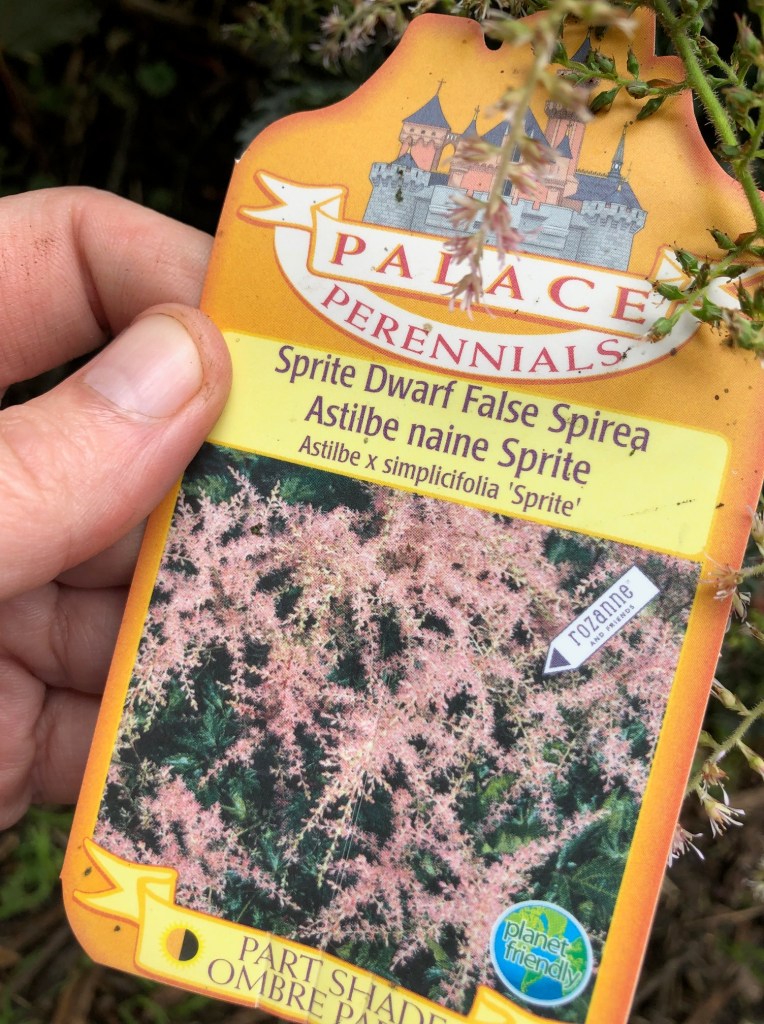 PALACE
PERENNIALS
Sprite Dwarf False Spirea
Astilbe naine Sprite
Astilbe x simplicifolia 'Sprite'
rozanne®
AND FRIENDS
planet
friendly
PART SHADE
OMBRE